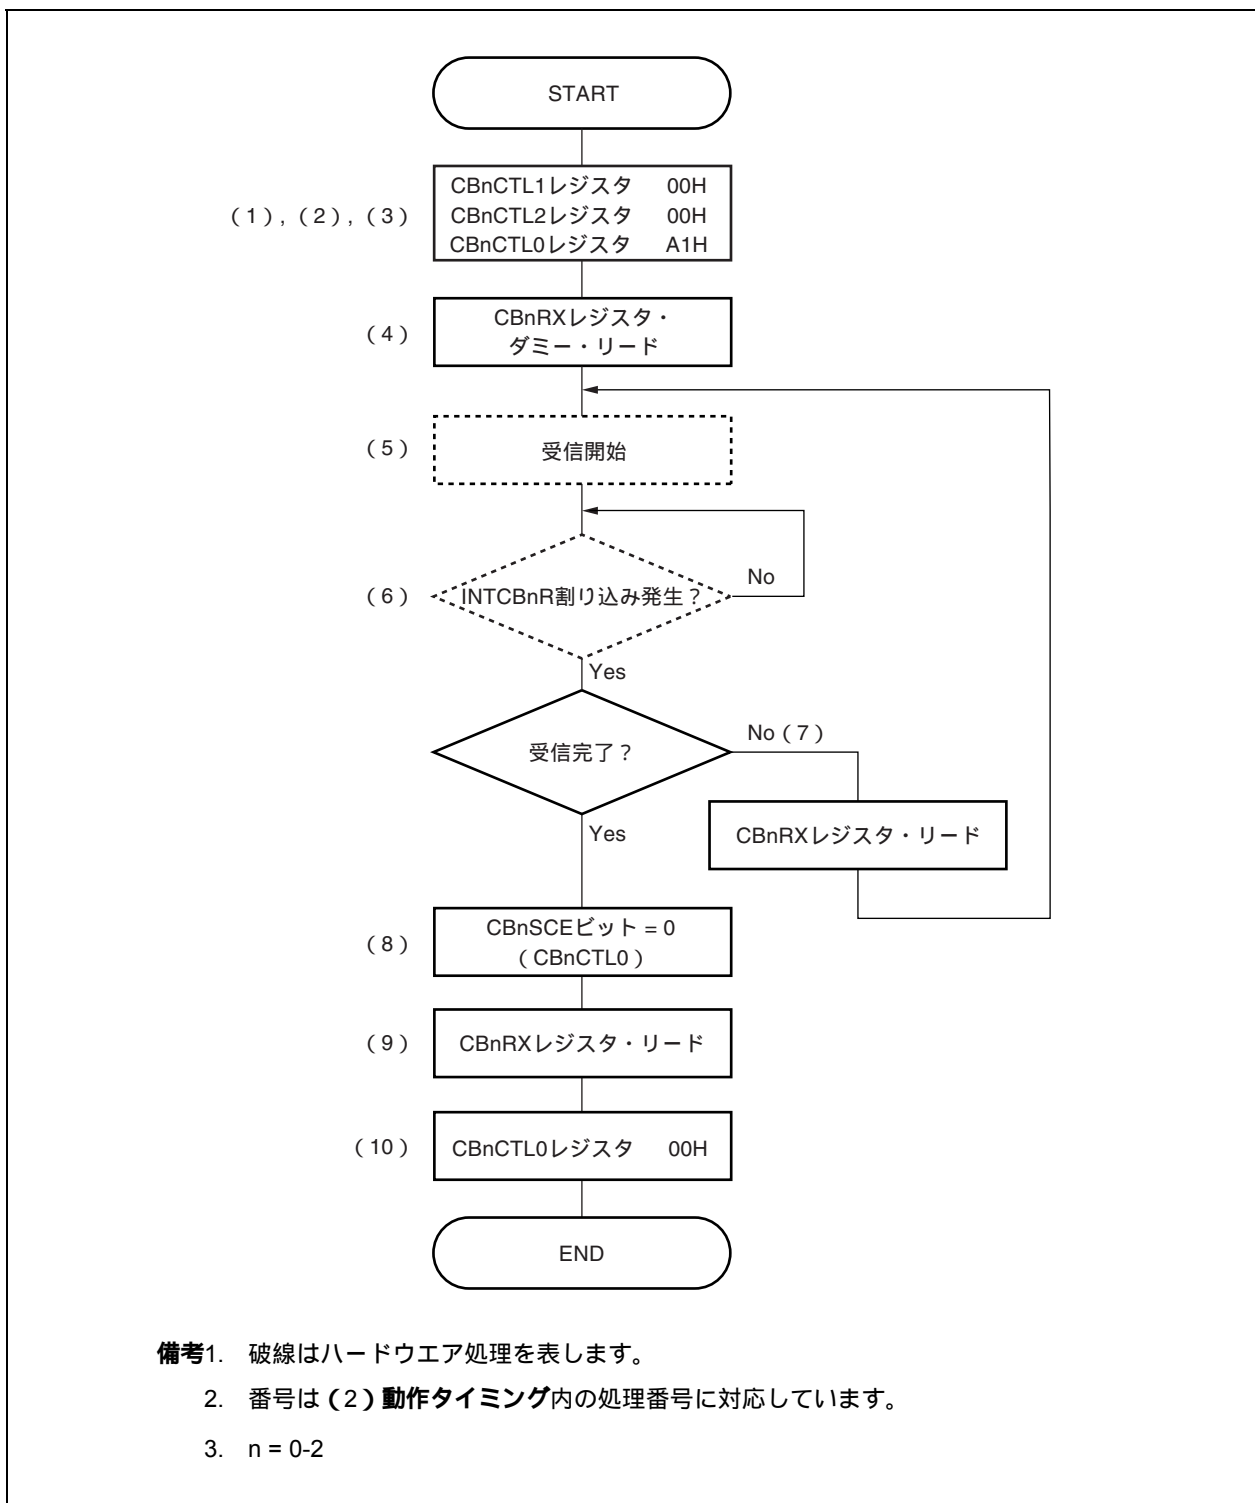 START
(1), (2), (3)
CBnCTL1レジスタ 00H
CBnCTL2レジスタ 00H
CBnCTL0レジスタ A1H
(4)
CBnRXレジスタ・
ダミー・リード
(5)
受信開始
(6)
INTCBnR割り込み発生？
No
Yes
受信完了？
No(7)
Yes
CBnRXレジスタ・リード
(8)
CBnSCEビット = 0
(CBnCTL0)
(9)
CBnRXレジスタ・リード
(10)
CBnCTL0レジスタ 00H
END
備考1. 破線はハードウエア処理を表します。
2. 番号は(2)動作タイミング内の処理番号に対応しています。
3. n = 0-2